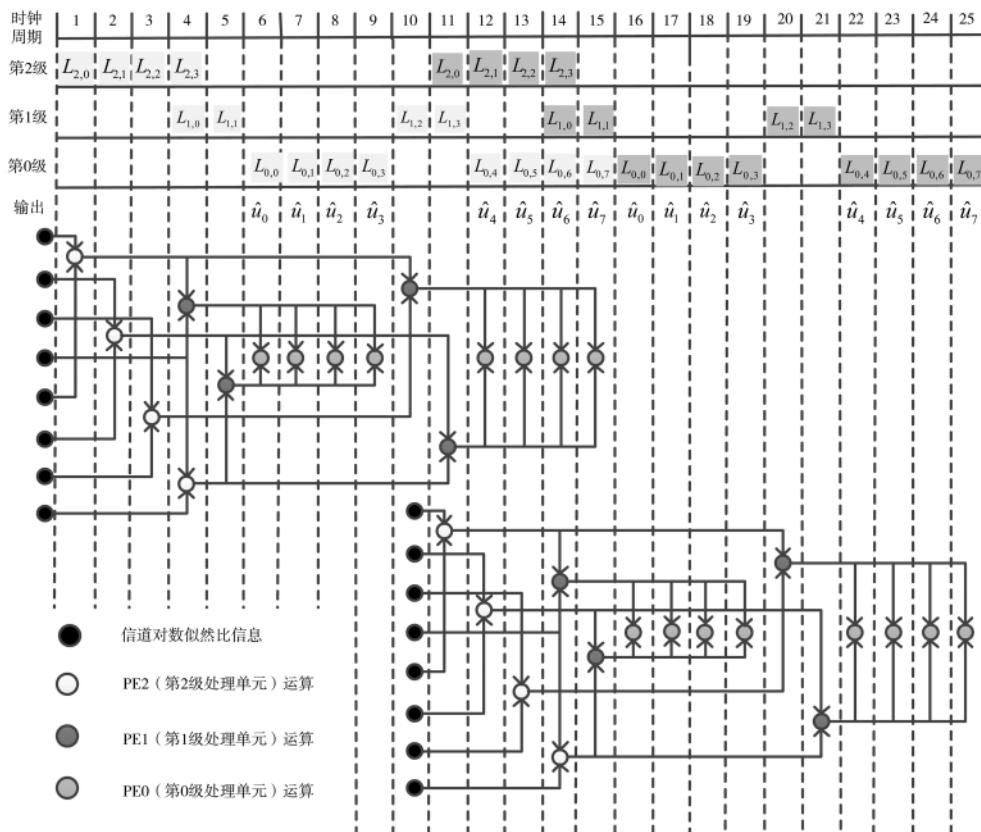 时钟周期 1 2 3 4 5 6 7 8 9 10 11 12 13 14 15 16 17 18 19 20 21 22 23 24 25
第2级 L2,0 L2,1 L2,2 L2,3 L2,0 L2,1 L2,2 L2,3
第1级 L1,0 L1,1 L1,2 L1,3 L1,0 L1,1 L1,2 L1,3
第0级 L0,0 L0,1 L0,2 L0,3 L0,4 L0,5 L0,6 L0,7 L0,0 L0,1 L0,2 L0,3 L0,4 L0,5 L0,6 L0,7
输出 û0 û1 û2 û3 û4 û5 û6 û7 û0 û1 û2 û3 û4 û5 û6 û7
信道对数似然比信息
PE2（第2级处理单元）运算
PE1（第1级处理单元）运算
PE0（第0级处理单元）运算